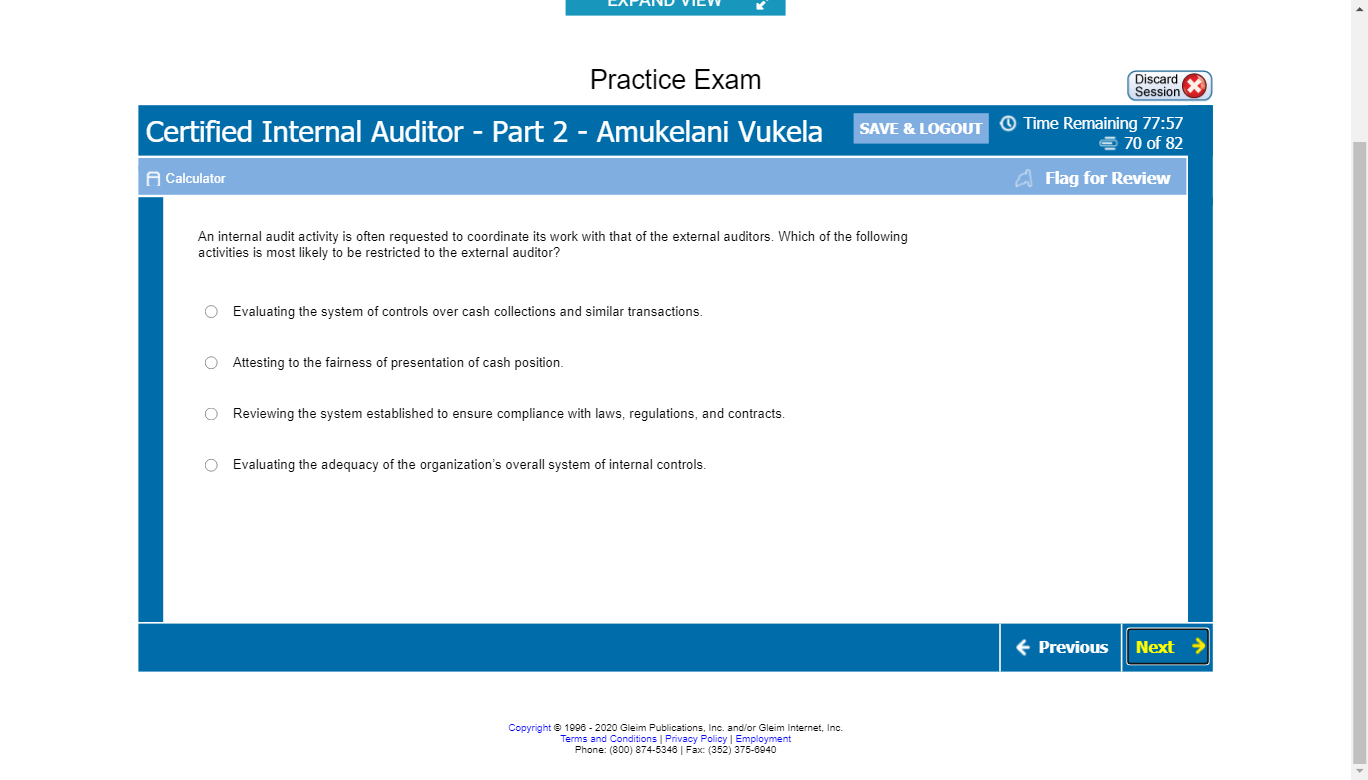 EXPAND VIEW
Practice Exam
Discard
Session
Certified Internal Auditor - Part 2 - Amukelani Vukela
SAVE & LOGOUT
Time Remaining 77:57
70 of 82
Calculator
Flag for Review
An internal audit activity is often requested to coordinate its work with that of the external auditors. Which of the following
activities is most likely to be restricted to the external auditor?
Evaluating the system of controls over cash collections and similar transactions.
Attesting to the fairness of presentation of cash position.
Reviewing the system established to ensure compliance with laws, regulations, and contracts.
Evaluating the adequacy of the organization's overall system of internal controls.
Previous
Next
Copyright © 1996 - 2020 Gleim Publications, Inc. and/or Gleim Internet, Inc.
Terms and Conditions | Privacy Policy | Employment
Phone: (800) 874-5346 | Fax: (352) 375-6940